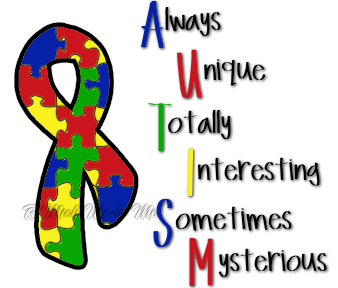 Always
Unique
Totally
Interesting
Sometimes
Mysterious